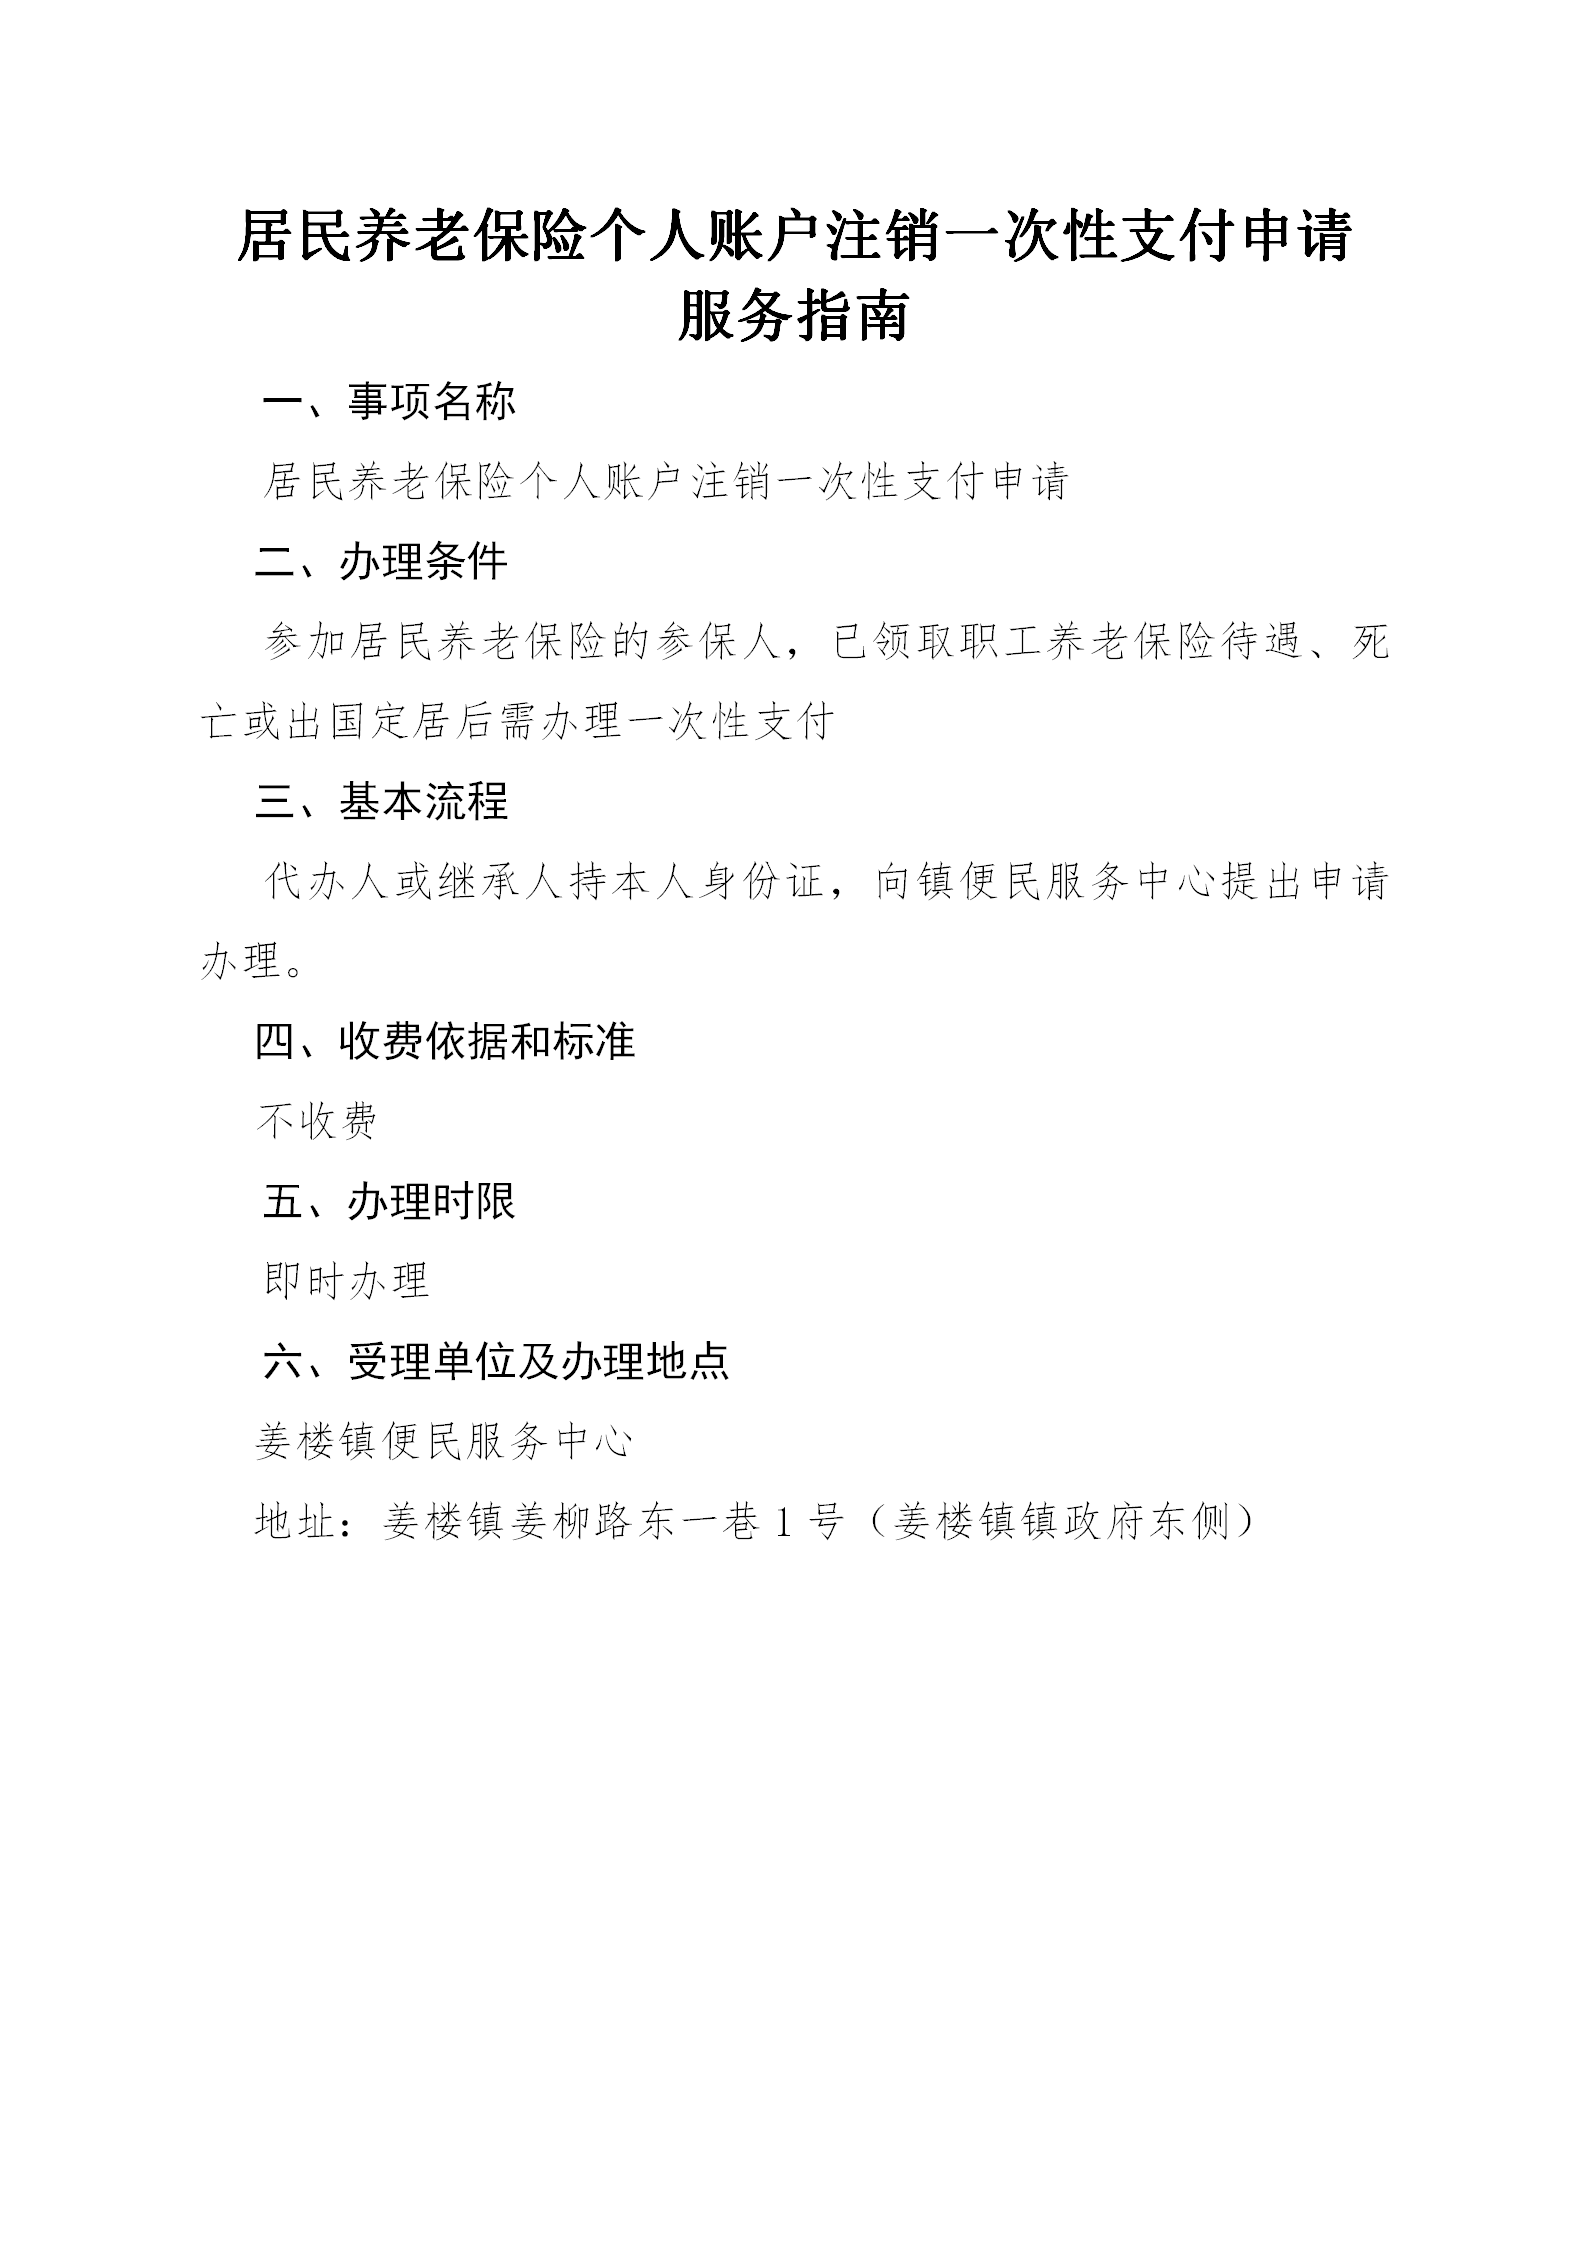 居民养老保险个人账户注销一次性支付申请
服务指南
一、事项名称
居民养老保险个人账户注销一次性支付申请
二、办理条件
参加居民养老保险的参保人，已领取职工养老保险待遇、死
亡或出国定居后需办理一次性支付
三、基本流程
代办人或继承人持本人身份证，向镇便民服务中心提出申请
办理。
四、收费依据和标准
不收费
五、办理时限
即时办理
六、受理单位及办理地点
姜楼镇便民服务中心
地址：姜楼镇姜柳路东一巷 1 号（姜楼镇镇政府东侧）